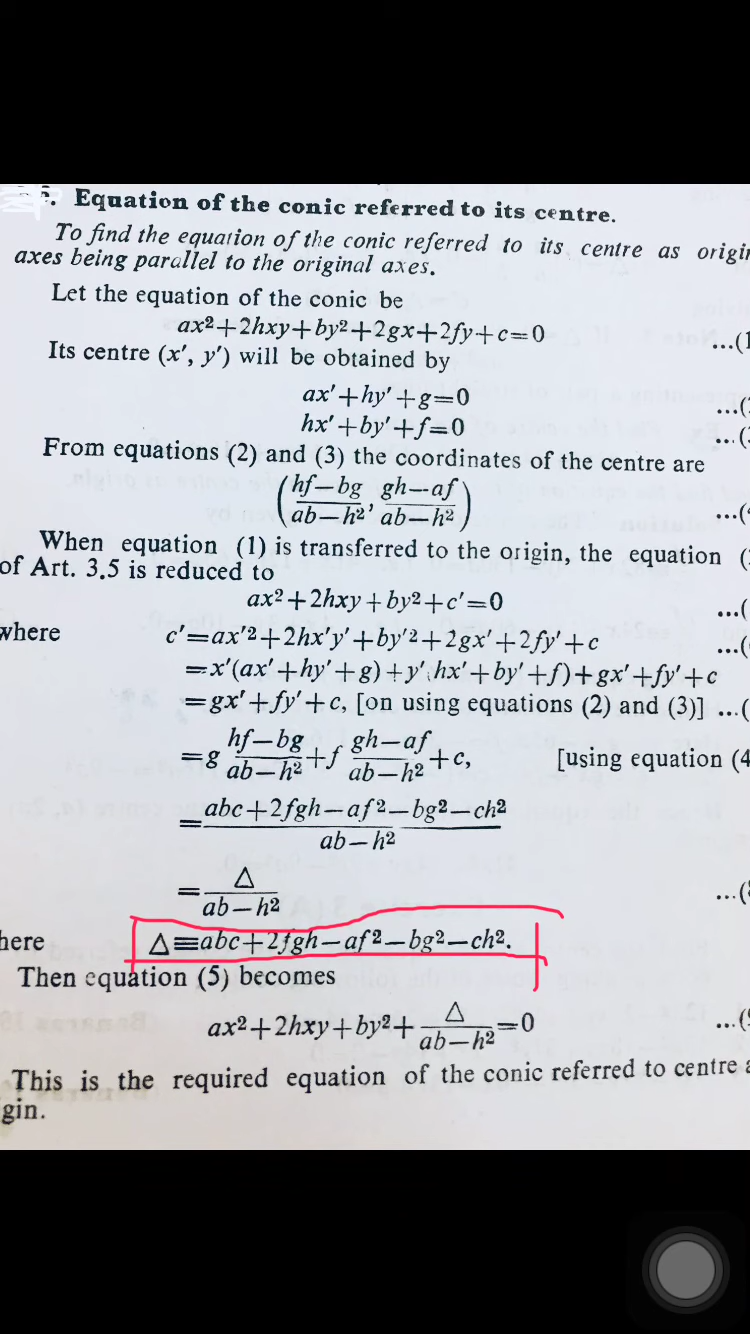 . Equation of the conic referred to its centre.
To find the equation of the conic referred to its centre as origin
axes being parallel to the original axes.
Let the equation of the conic be
ax²+2hxy+by²+2gx+2fy+c=0 ...(1
Its centre (x′, y′) will be obtained by
ax′+hy′+g=0 ...(
hx′+by′+f=0 ...(
From equations (2) and (3) the coordinates of the centre are
((hf−bg)/(ab−h²), (gh−af)/(ab−h²)) ...(
When equation (1) is transferred to the origin, the equation (
of Art. 3.5 is reduced to
ax²+2hxy+by²+c′=0 ...(
where c′=ax′²+2hx′y′+by′²+2gx′+2fy′+c ...(
=x′(ax′+hy′+g)+y′(hx′+by′+f)+gx′+fy′+c
=gx′+fy′+c, [on using equations (2) and (3)] ...(
=g (hf−bg)/(ab−h²)+f (gh−af)/(ab−h²)+c, [using equation (4
=(abc+2fgh−af²−bg²−ch²)/(ab−h²)
=△/(ab−h²) ...(8
here △≡abc+2fgh−af²−bg²−ch².
Then equation (5) becomes
ax²+2hxy+by²+△/(ab−h²)=0 ...(9
This is the required equation of the conic referred to centre a
gin.